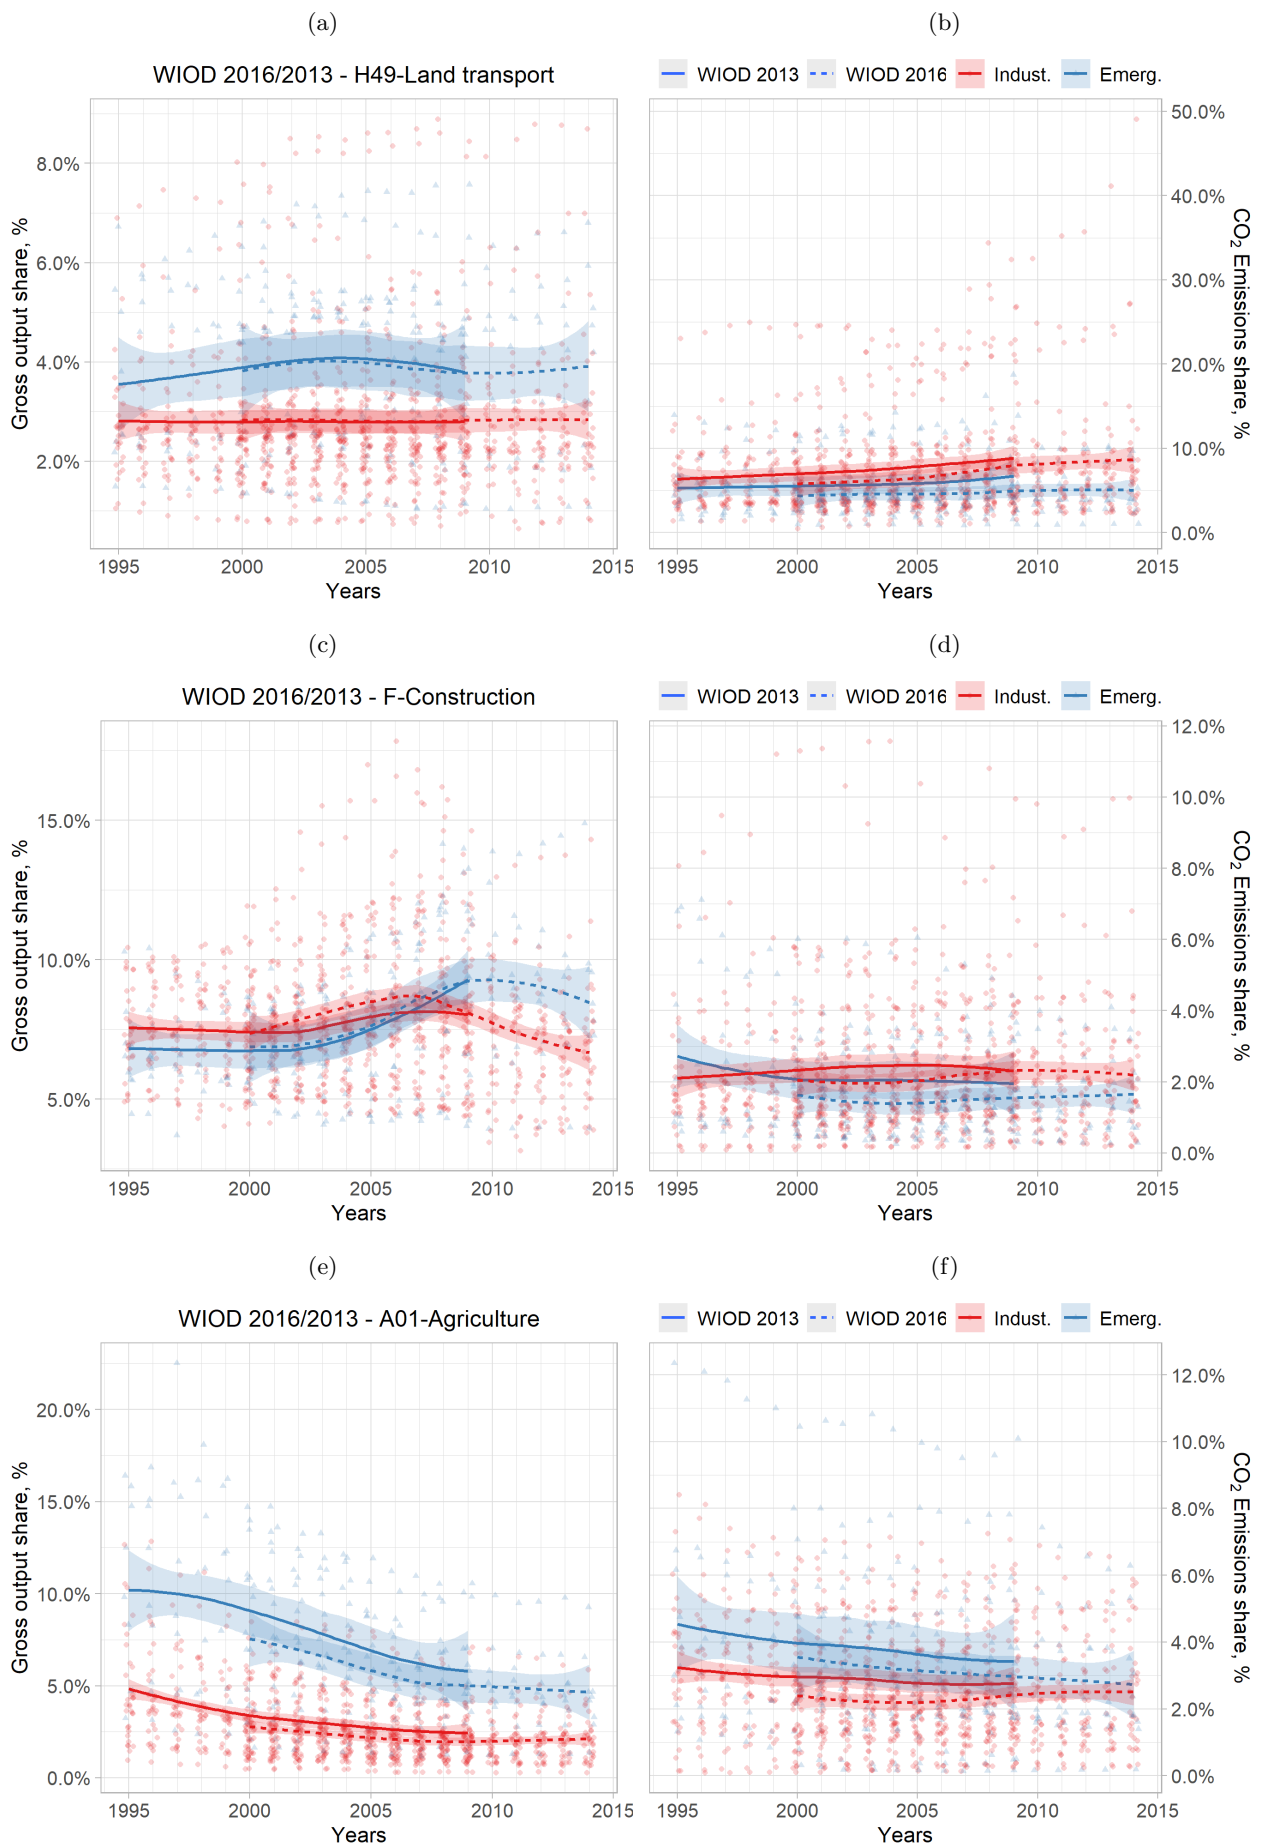 (a)
(b)
WIOD 2016/2013 - H49-Land transport
WIOD 2013 WIOD 2016 Indust. Emerg.
Gross output share, %
8.0%
6.0%
4.0%
2.0%
1995 2000 2005 2010 2015
Years
50.0%
40.0%
30.0%
20.0%
10.0%
0.0%
CO2 Emissions share, %
1995 2000 2005 2010 2015
Years
(c)
(d)
WIOD 2016/2013 - F-Construction
WIOD 2013 WIOD 2016 Indust. Emerg.
Gross output share, %
15.0%
10.0%
5.0%
1995 2000 2005 2010 2015
Years
12.0%
10.0%
8.0%
6.0%
4.0%
2.0%
0.0%
CO2 Emissions share, %
1995 2000 2005 2010 2015
Years
(e)
(f)
WIOD 2016/2013 - A01-Agriculture
WIOD 2013 WIOD 2016 Indust. Emerg.
Gross output share, %
20.0%
15.0%
10.0%
5.0%
0.0%
1995 2000 2005 2010 2015
Years
12.0%
10.0%
8.0%
6.0%
4.0%
2.0%
0.0%
CO2 Emissions share, %
1995 2000 2005 2010 2015
Years